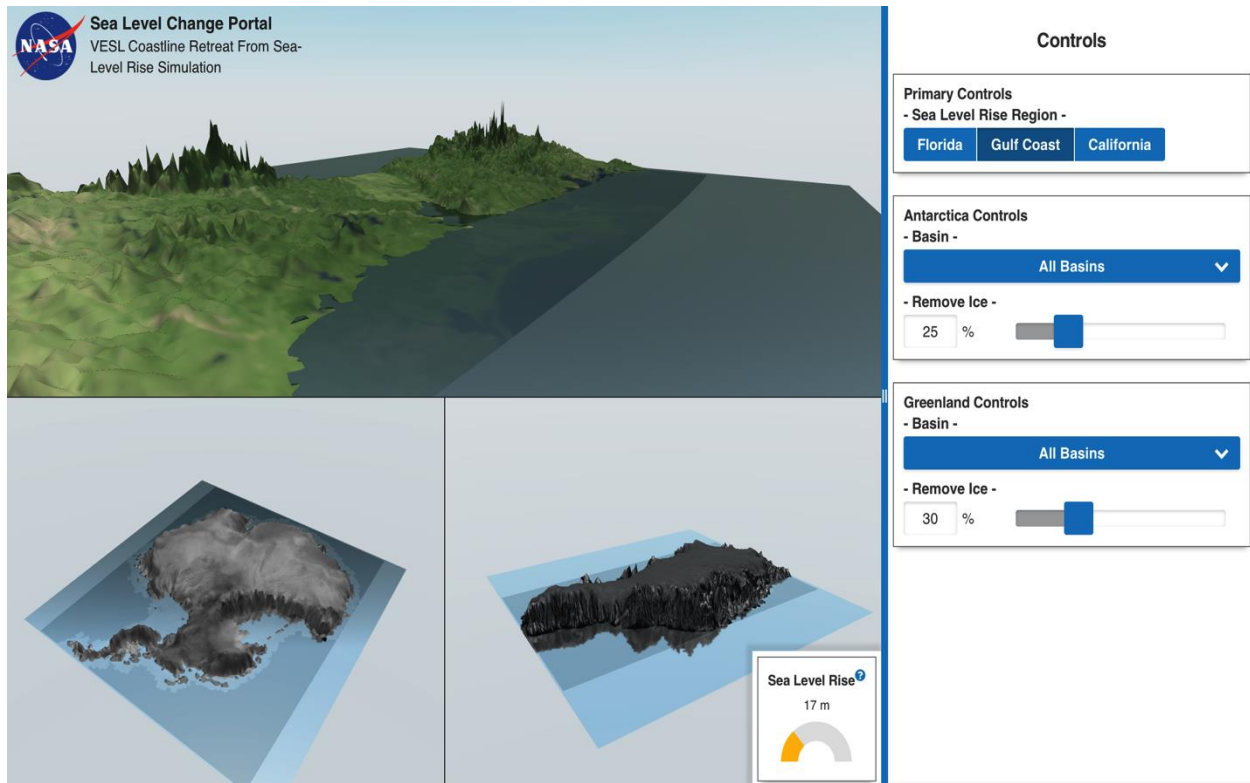 NASA
Sea Level Change Portal
VESL Coastline Retreat From Sea-
Level Rise Simulation
Sea Level Rise ?
17 m
Controls
Primary Controls
- Sea Level Rise Region -
Florida Gulf Coast California
Antarctica Controls
- Basin -
All Basins
- Remove Ice -
25 %
Greenland Controls
- Basin -
All Basins
- Remove Ice -
30 %